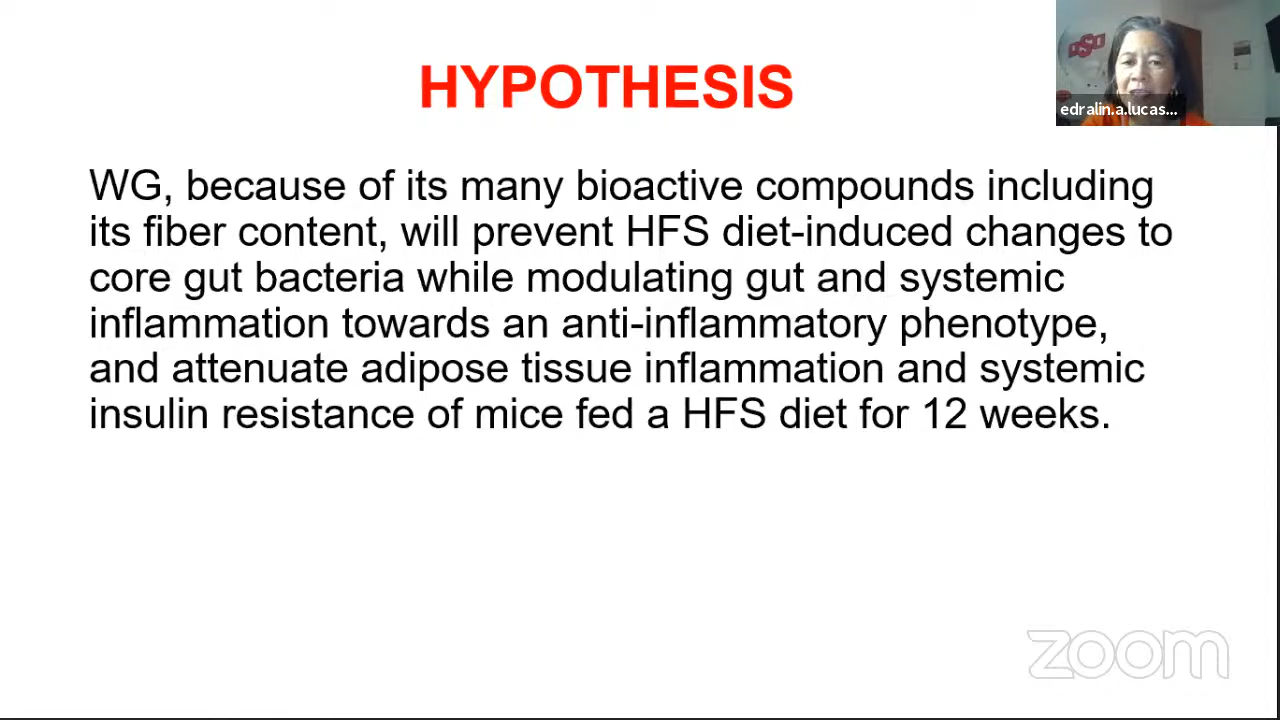 HYPOTHESIS
OSU
edralin.a.lucas...
WG, because of its many bioactive compounds including
its fiber content, will prevent HFS diet-induced changes to
core gut bacteria while modulating gut and systemic
inflammation towards an anti-inflammatory phenotype,
and attenuate adipose tissue inflammation and systemic
insulin resistance of mice fed a HFS diet for 12 weeks.
zoom